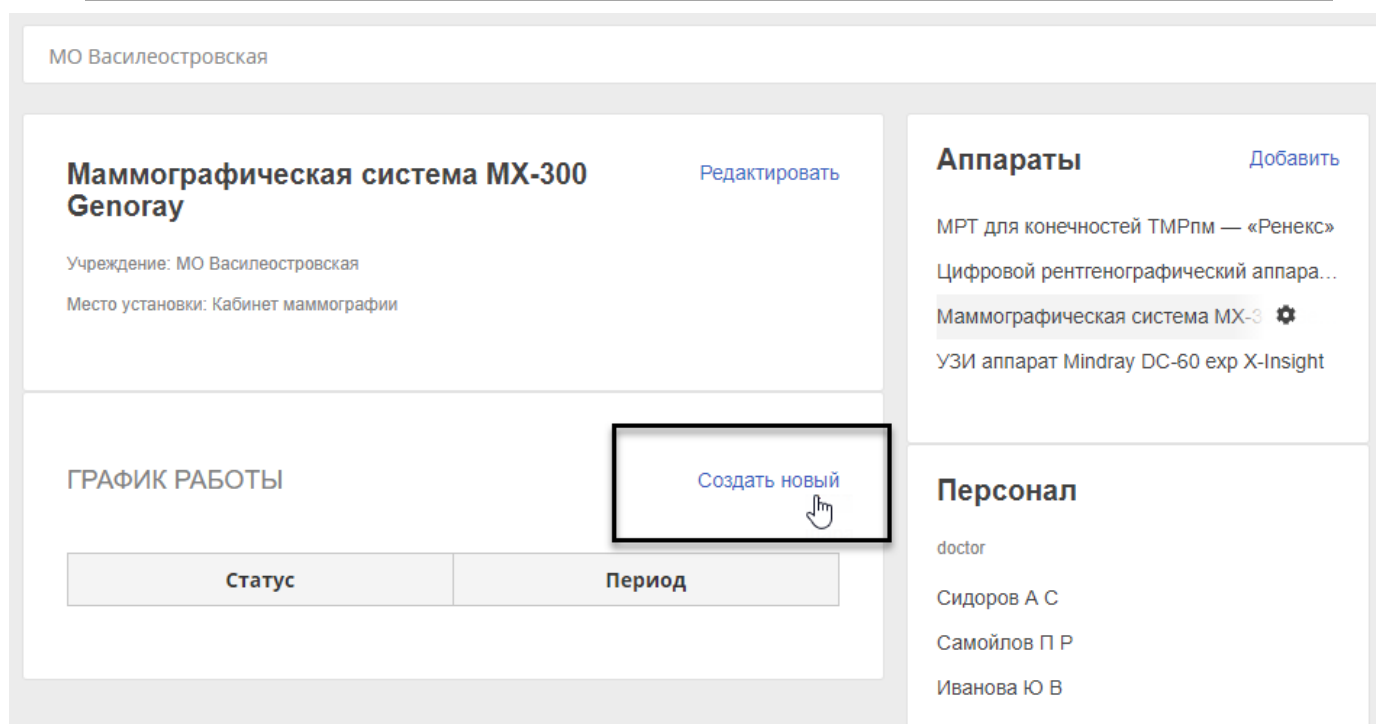 МО Василеостровская
Маммографическая система MX-300
Genoray
Редактировать
Учреждение: МО Василеостровская
Место установки: Кабинет маммографии
ГРАФИК РАБОТЫ
Создать новый
Статус
Период
Аппараты
Добавить
МРТ для конечностей ТМРпм — «Ренекс»
Цифровой рентгенографический аппара...
Маммографическая система MX-3
УЗИ аппарат Mindray DC-60 exp X-Insight
Персонал
doctor
Сидоров А С
Самойлов П Р
Иванова Ю В